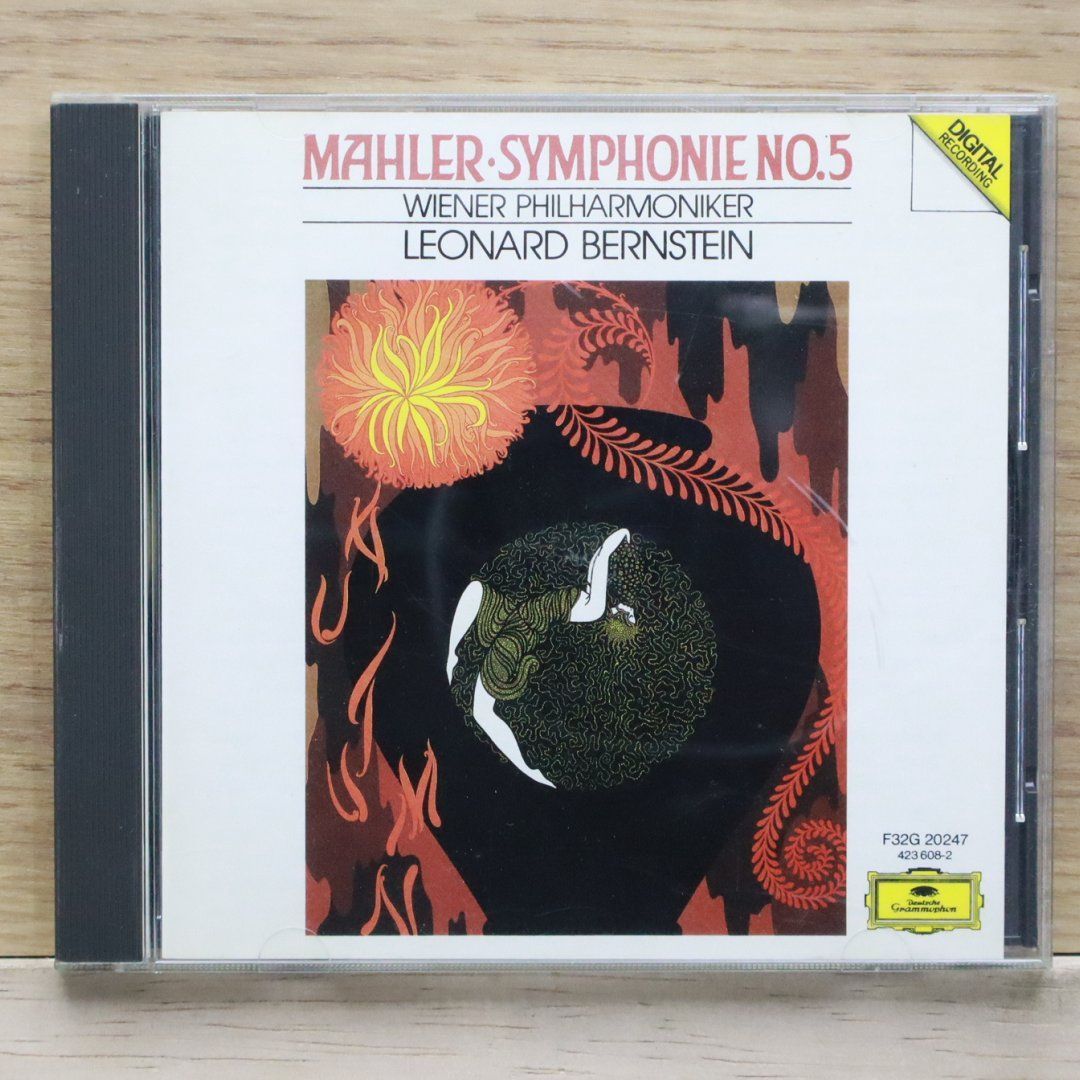 MAHLER·SYMPHONIE NO.5
WIENER PHILHARMONIKER
LEONARD BERNSTEIN
DIGITAL
RECORDING
F32G 20247
423 608-2
Deutsche
Grammophon